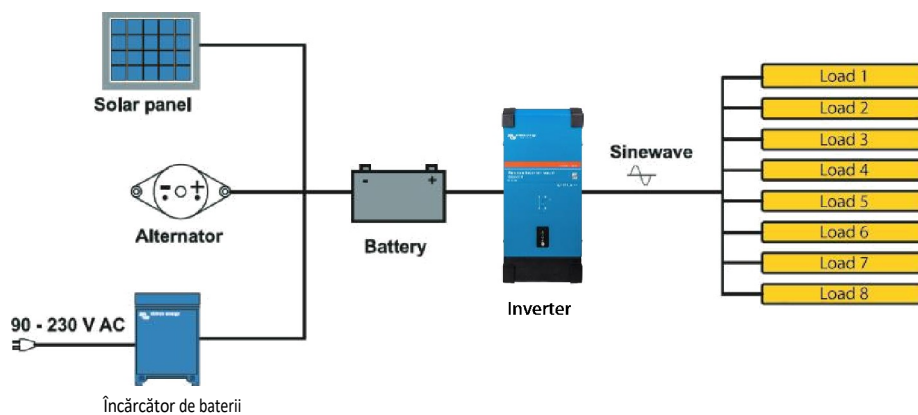 Solar panel
Alternator
90 - 230 V AC
Încărcător de baterii
Battery
Inverter
Sinewave
Load 1
Load 2
Load 3
Load 4
Load 5
Load 6
Load 7
Load 8